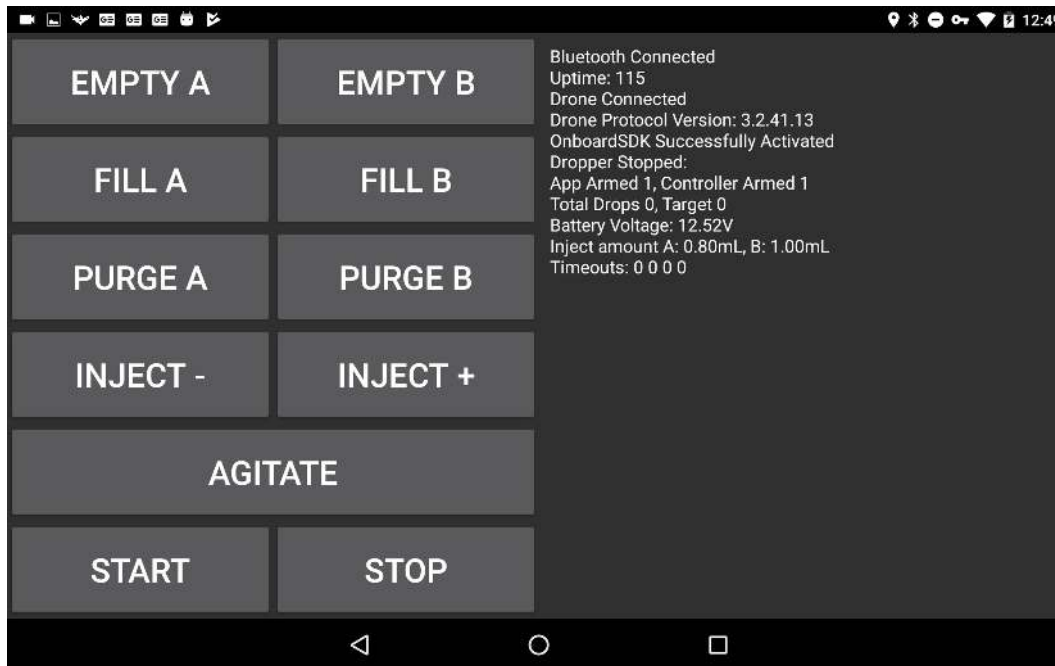 12:4
EMPTY A
EMPTY B
FILL A
FILL B
PURGE A
PURGE B
INJECT -
INJECT +
AGITATE
START
STOP
Bluetooth Connected
Uptime: 115
Drone Connected
Drone Protocol Version: 3.2.41.13
OnboardSDK Successfully Activated
Dropper Stopped:
App Armed 1, Controller Armed 1
Total Drops 0, Target 0
Battery Voltage: 12.52V
Inject amount A: 0.80mL, B: 1.00mL
Timeouts: 0 0 0 0